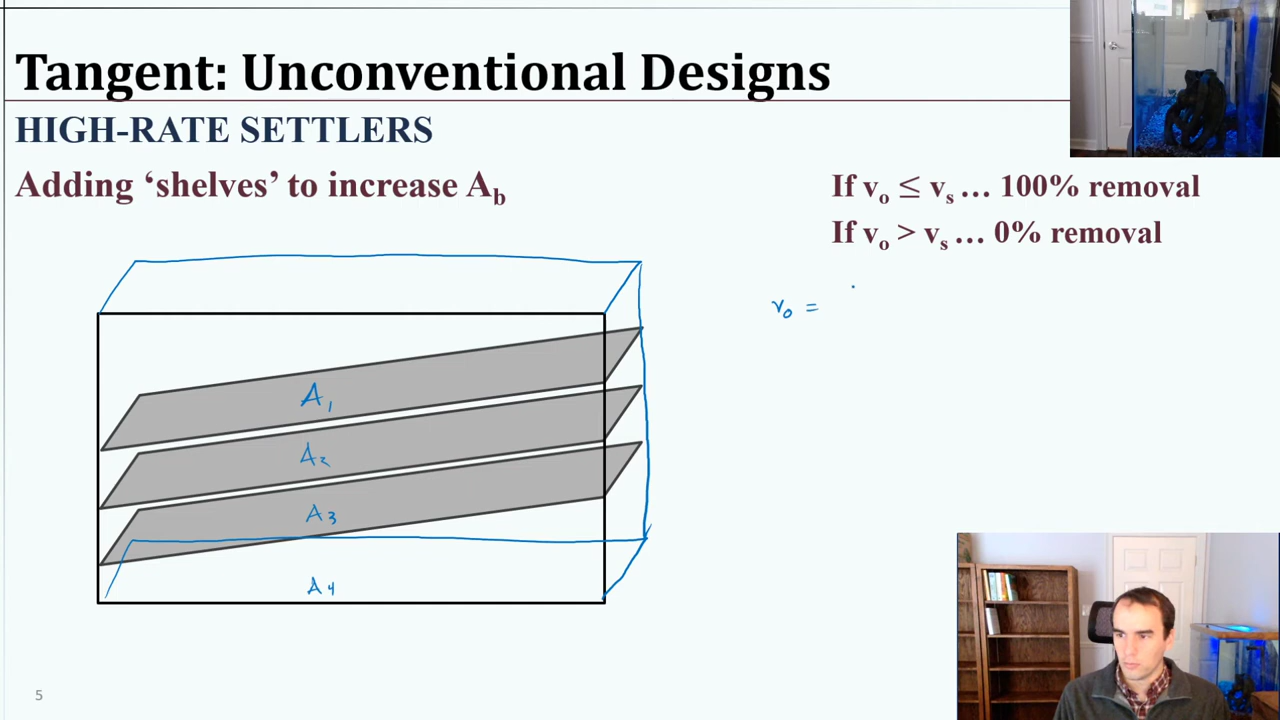 Tangent: Unconventional Designs
HIGH-RATE SETTLERS
Adding ‘shelves’ to increase A_b
If v_o ≤ v_s … 100% removal
If v_o > v_s … 0% removal
v_o =
A_1
A_2
A_3
A_4
5